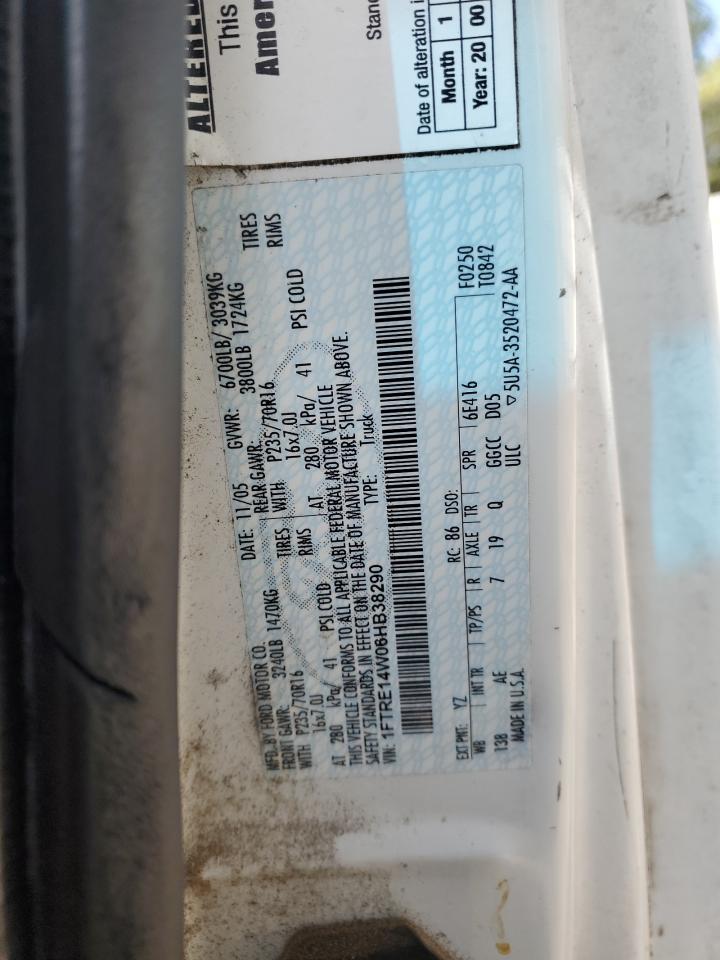 ALTERED
This
Amer
Stand
Date of alteration i
Month 1
Year: 20 00
MFD. BY FORD MOTOR CO.
DATE: 11/05 GVWR: 6700LB/ 3039KG
FRONT GAWR: 3240LB 1470KG REAR GAWR: 3800LB 1724KG
WITH P235/70R16 TIRES WITH P235/70R16 TIRES
16x7.0J RIMS 16x7.0J RIMS
AT 280 kPa/ 41 PSI COLD AT 280 kPa/ 41 PSI COLD
THIS VEHICLE CONFORMS TO ALL APPLICABLE FEDERAL MOTOR VEHICLE
SAFETY STANDARDS IN EFFECT ON THE DATE OF MANUFACTURE SHOWN ABOVE.
VIN: 1FTRE14W06HB38290 TYPE: Truck
F0250
T0842
EXT PNT: YZ RC: 86 DSO:
WB INT TR TP/PS R AXLE TR SPR 6E416
138 AE 7 19 Q GGCC D05
MADE IN U.S.A. ULC ▽5U5A-3520472-AA